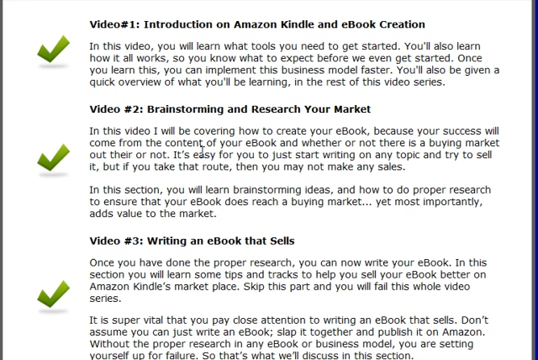 Video#1: Introduction on Amazon Kindle and eBook Creation
In this video, you will learn what tools you need to get started. You'll also learn
how it all works, so you know what to expect before we even get started. Once
you learn this, you can implement this business model faster. You'll also be given a
quick overview of what you'll be learning, in the rest of this video series.
Video #2: Brainstorming and Research Your Market
In this video I will be covering how to create your eBook, because your success will
come from the content of your eBook and whether or not there is a buying market
out their or not. It's easy for you to just start writing on any topic and try to sell
it, but if you take that route, then you may not make any sales.
In this section, you will learn brainstorming ideas, and how to do proper research
to ensure that your eBook does reach a buying market... yet most importantly,
adds value to the market.
Video #3: Writing an eBook that Sells
Once you have done the proper research, you can now write your eBook. In this
section you will learn some tips and tracks to help you sell your eBook better on
Amazon Kindle's market place. Skip this part and you will fail this whole video
series.
It is super vital that you pay close attention to writing an eBook that sells. Don't
assume you can just write an eBook; slap it together and publish it on Amazon.
Without the proper research in any eBook or business model, you are setting
yourself up for failure. So that's what we'll discuss in this section.